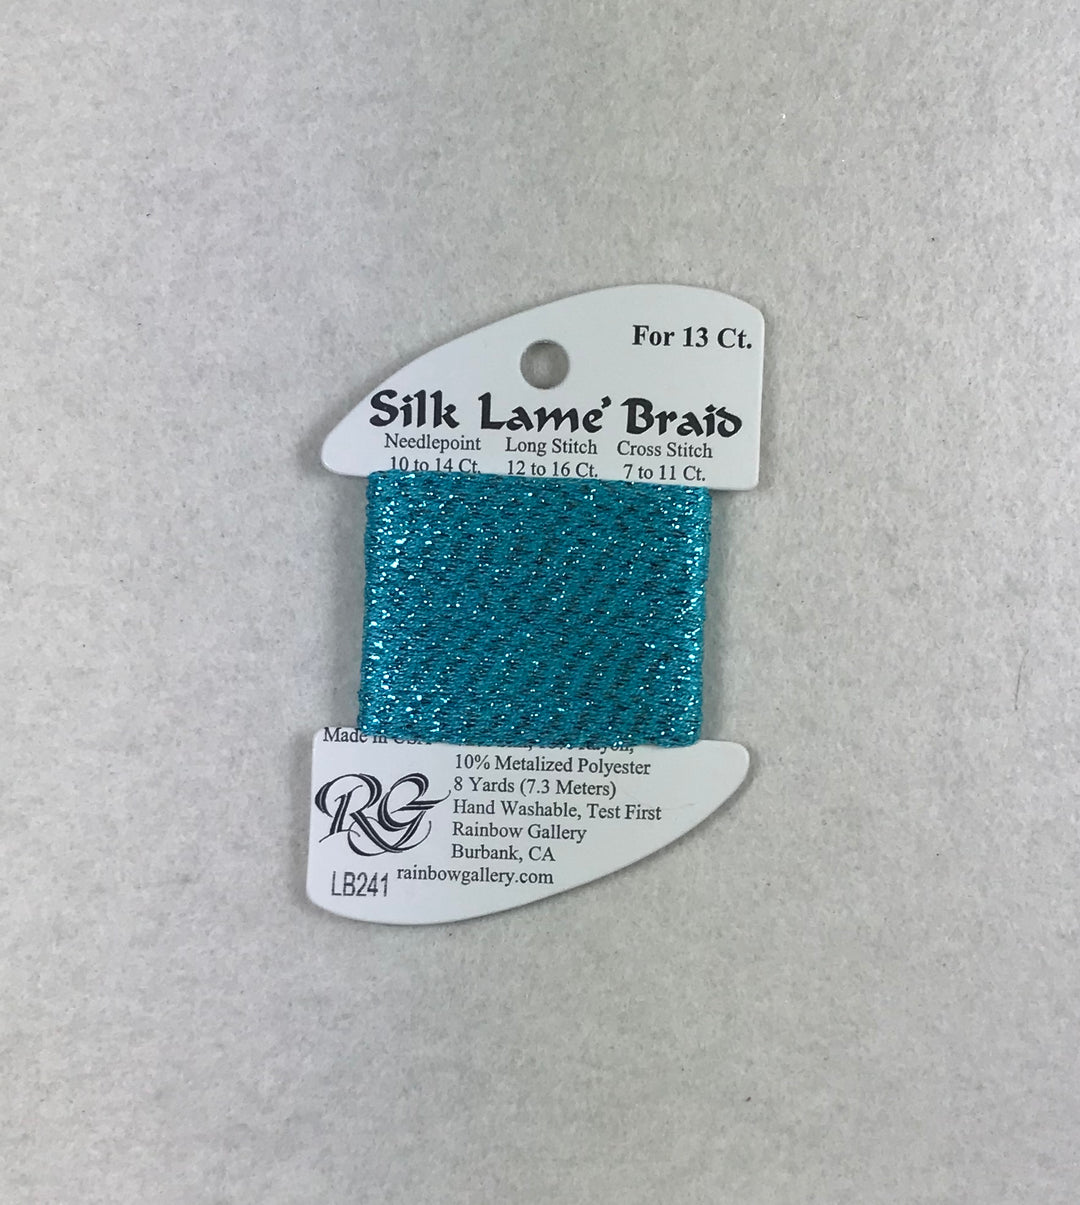 For 13 Ct.
Silk Lame' Braid
Needlepoint Long Stitch Cross Stitch
10 to 14 Ct. 12 to 16 Ct. 7 to 11 Ct.
Made in
10% Metalized Polyester
8 Yards (7.3 Meters)
Hand Washable, Test First
RG
Rainbow Gallery
Burbank, CA
rainbowgallery.com
LB241